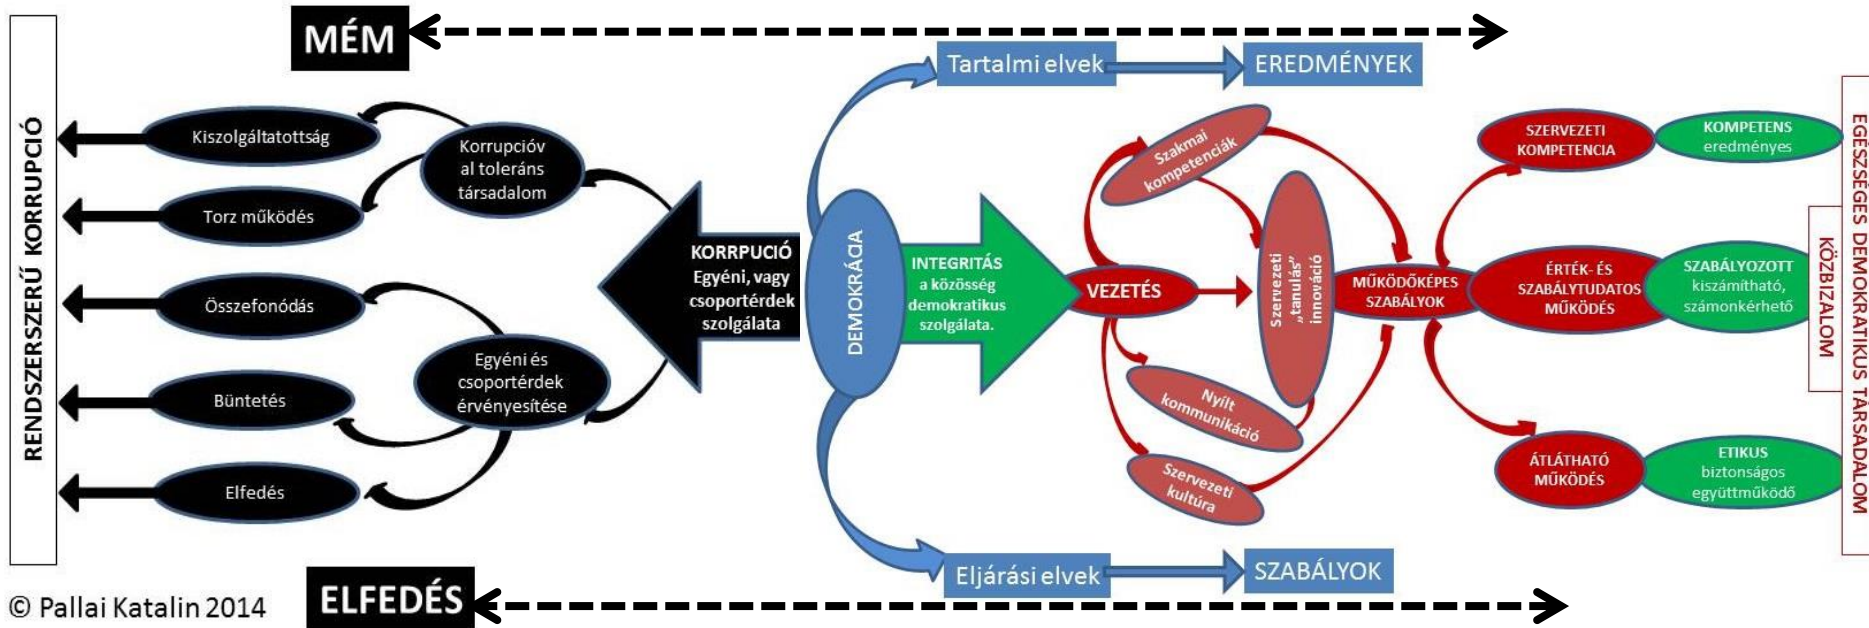 MÉM
RENDSZERSZERŰ KORRUPCIÓ
Kiszolgáltatottság
Torz működés
Összefonódás
Büntetés
Elfedés
Korrupcióv
al toleráns
társadalom
Egyéni és
csoportérdek
érvényesítése
KORRPUCIÓ
Egyéni, vagy
csoportérdek
szolgálata
DEMOKRÁCIA
Tartalmi elvek
EREDMÉNYEK
INTEGRITÁS
a közösség
demokratikus
szolgálata.
VEZETÉS
Szakmai
kompetenciák
Szervezeti
„tanulás"
innováció
Nyílt
kommunikáció
Szervezeti
kultúra
MŰKÖDŐKÉPES
SZABÁLYOK
SZERVEZETI
KOMPETENCIA
KOMPETENS
eredményes
ÉRTÉK- ÉS
SZABÁLYTUDATOS
MŰKÖDÉS
SZABÁLYOZOTT
kiszámítható,
számonkérhető
ÁTLÁTHATÓ
MŰKÖDÉS
ETIKUS
biztonságos
együttműködő
KÖZBIZALOM
EGÉSZSÉGES DEMOKRATIKUS TÁRSADALOM
Eljárási elvek
SZABÁLYOK
ELFEDÉS
© Pallai Katalin 2014